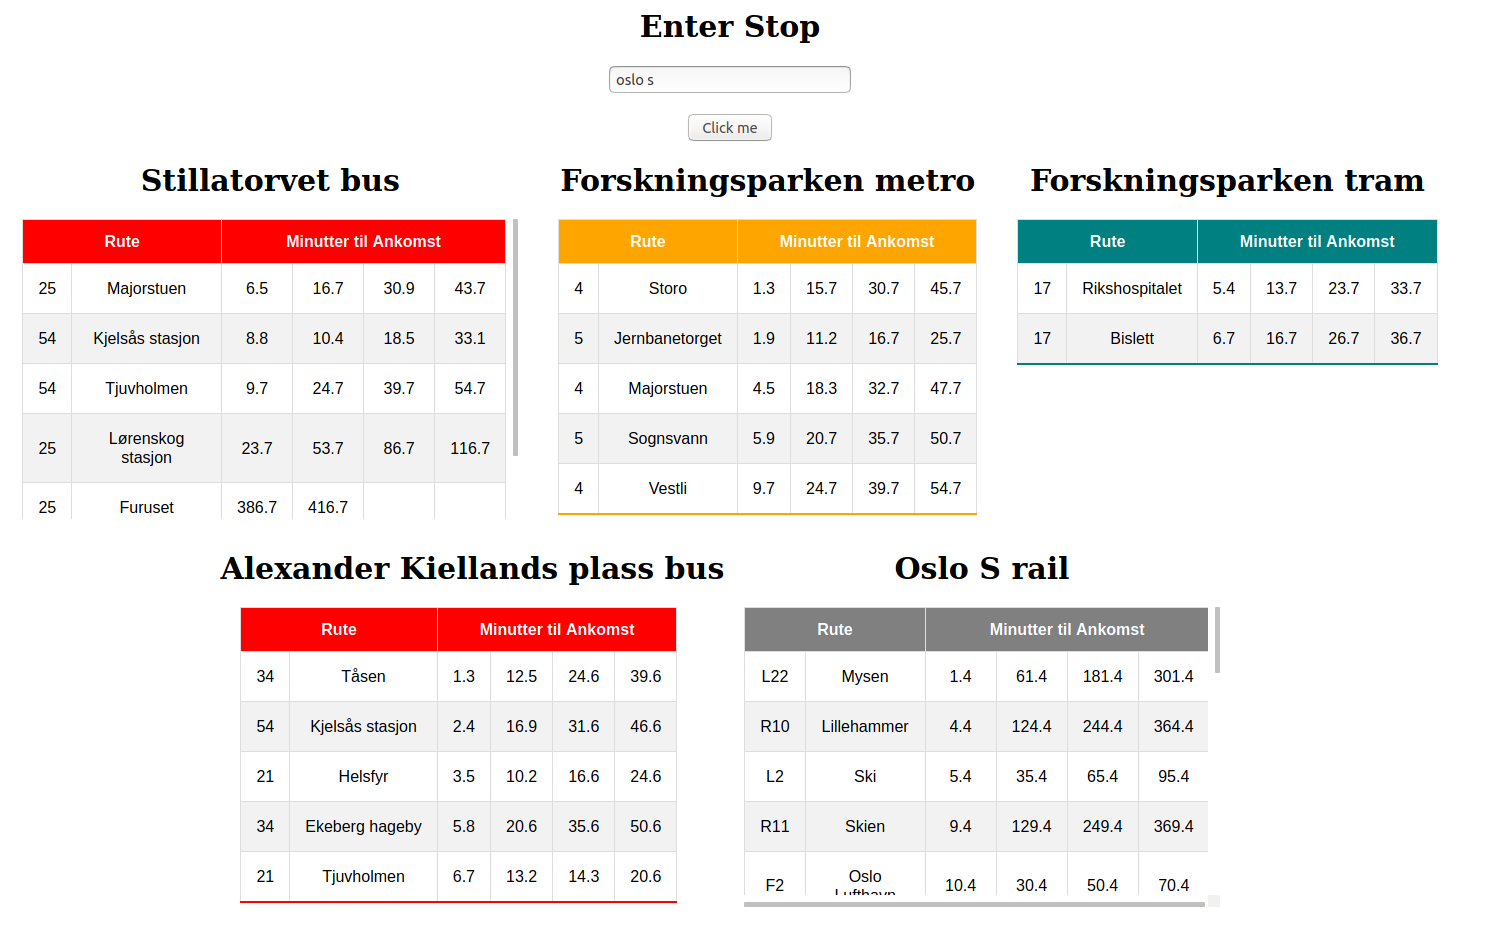 Enter Stop
oslo s
Click me
Stillatorvet bus
Rute Minutter til Ankomst
25 Majorstuen 6.5 16.7 30.9 43.7
54 Kjelsås stasjon 8.8 10.4 18.5 33.1
54 Tjuvholmen 9.7 24.7 39.7 54.7
25 Lørenskog stasjon 23.7 53.7 86.7 116.7
25 Furuset 386.7 416.7
Forskningsparken metro
Rute Minutter til Ankomst
4 Storo 1.3 15.7 30.7 45.7
5 Jernbanetorget 1.9 11.2 16.7 25.7
4 Majorstuen 4.5 18.3 32.7 47.7
5 Sognsvann 5.9 20.7 35.7 50.7
4 Vestli 9.7 24.7 39.7 54.7
Forskningsparken tram
Rute Minutter til Ankomst
17 Rikshospitalet 5.4 13.7 23.7 33.7
17 Bislett 6.7 16.7 26.7 36.7
Alexander Kiellands plass bus
Rute Minutter til Ankomst
34 Tåsen 1.3 12.5 24.6 39.6
54 Kjelsås stasjon 2.4 16.9 31.6 46.6
21 Helsfyr 3.5 10.2 16.6 24.6
34 Ekeberg hageby 5.8 20.6 35.6 50.6
21 Tjuvholmen 6.7 13.2 14.3 20.6
Oslo S rail
Rute Minutter til Ankomst
L22 Mysen 1.4 61.4 181.4 301.4
R10 Lillehammer 4.4 124.4 244.4 364.4
L2 Ski 5.4 35.4 65.4 95.4
R11 Skien 9.4 129.4 249.4 369.4
F2 Oslo Lufthavn 10.4 30.4 50.4 70.4